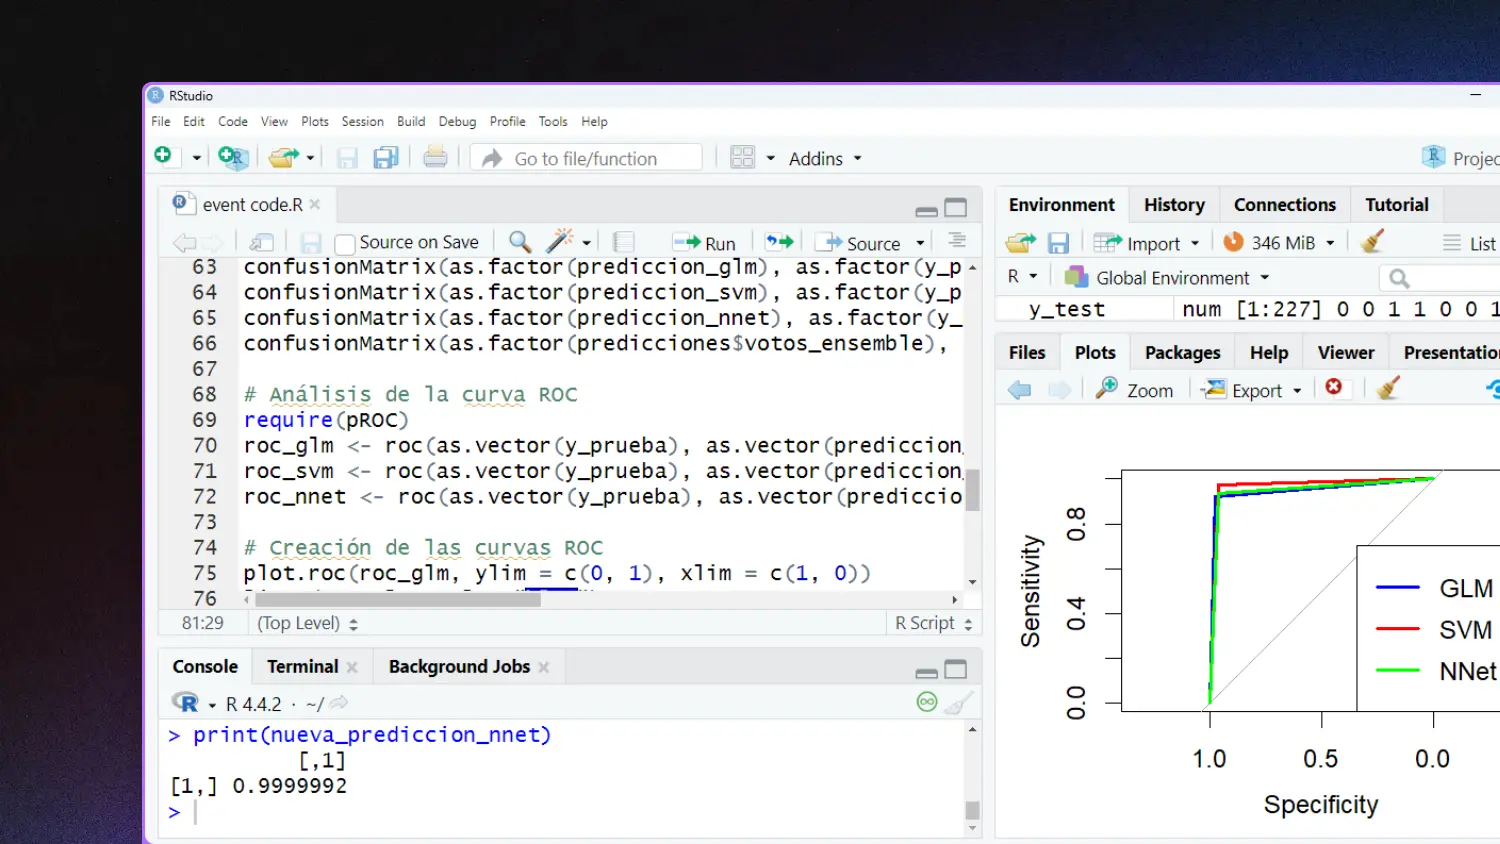 RStudio
File Edit Code View Plots Session Build Debug Profile Tools Help
Go to file/function Addins Projec
event code.R
Source on Save Run Source
63 confusionMatrix(as.factor(prediccion_glm), as.factor(y_p
64 confusionMatrix(as.factor(prediccion_svm), as.factor(y_p
65 confusionMatrix(as.factor(prediccion_nnet), as.factor(y_
66 confusionMatrix(as.factor(predicciones$votos_ensemble),
67
68 # Análisis de la curva ROC
69 require(pROC)
70 roc_glm <- roc(as.vector(y_prueba), as.vector(prediccion_
71 roc_svm <- roc(as.vector(y_prueba), as.vector(prediccion_
72 roc_nnet <- roc(as.vector(y_prueba), as.vector(prediccio
73
74 # Creación de las curvas ROC
75 plot.roc(roc_glm, ylim = c(0, 1), xlim = c(1, 0))
76
81:29 (Top Level) R Script
Console Terminal Background Jobs
R 4.4.2 · ~/
> print(nueva_prediccion_nnet)
[,1]
[1,] 0.9999992
>
Environment History Connections Tutorial
Import 346 MiB List
R Global Environment
y_test num [1:227] 0 0 1 1 0 0 1
Files Plots Packages Help Viewer Presentatio
Zoom Export
Sensitivity
0.8
0.4
0.0
GLM
SVM
NNet
1.0 0.5 0.0
Specificity